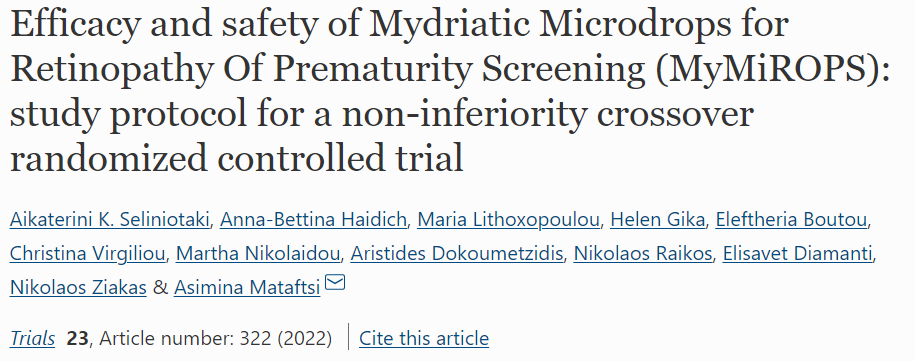 Efficacy and safety of Mydriatic Microdrops for
Retinopathy Of Prematurity Screening (MyMiROPS):
study protocol for a non-inferiority crossover
randomized controlled trial
Aikaterini K. Seliniotaki, Anna-Bettina Haidich, Maria Lithoxopoulou, Helen Gika, Eleftheria Boutou,
Christina Virgiliou, Martha Nikolaidou, Aristides Dokoumetzidis, Nikolaos Raikos, Elisavet Diamanti,
Nikolaos Ziakas & Asimina Mataftsi
Trials 23, Article number: 322 (2022) Cite this article